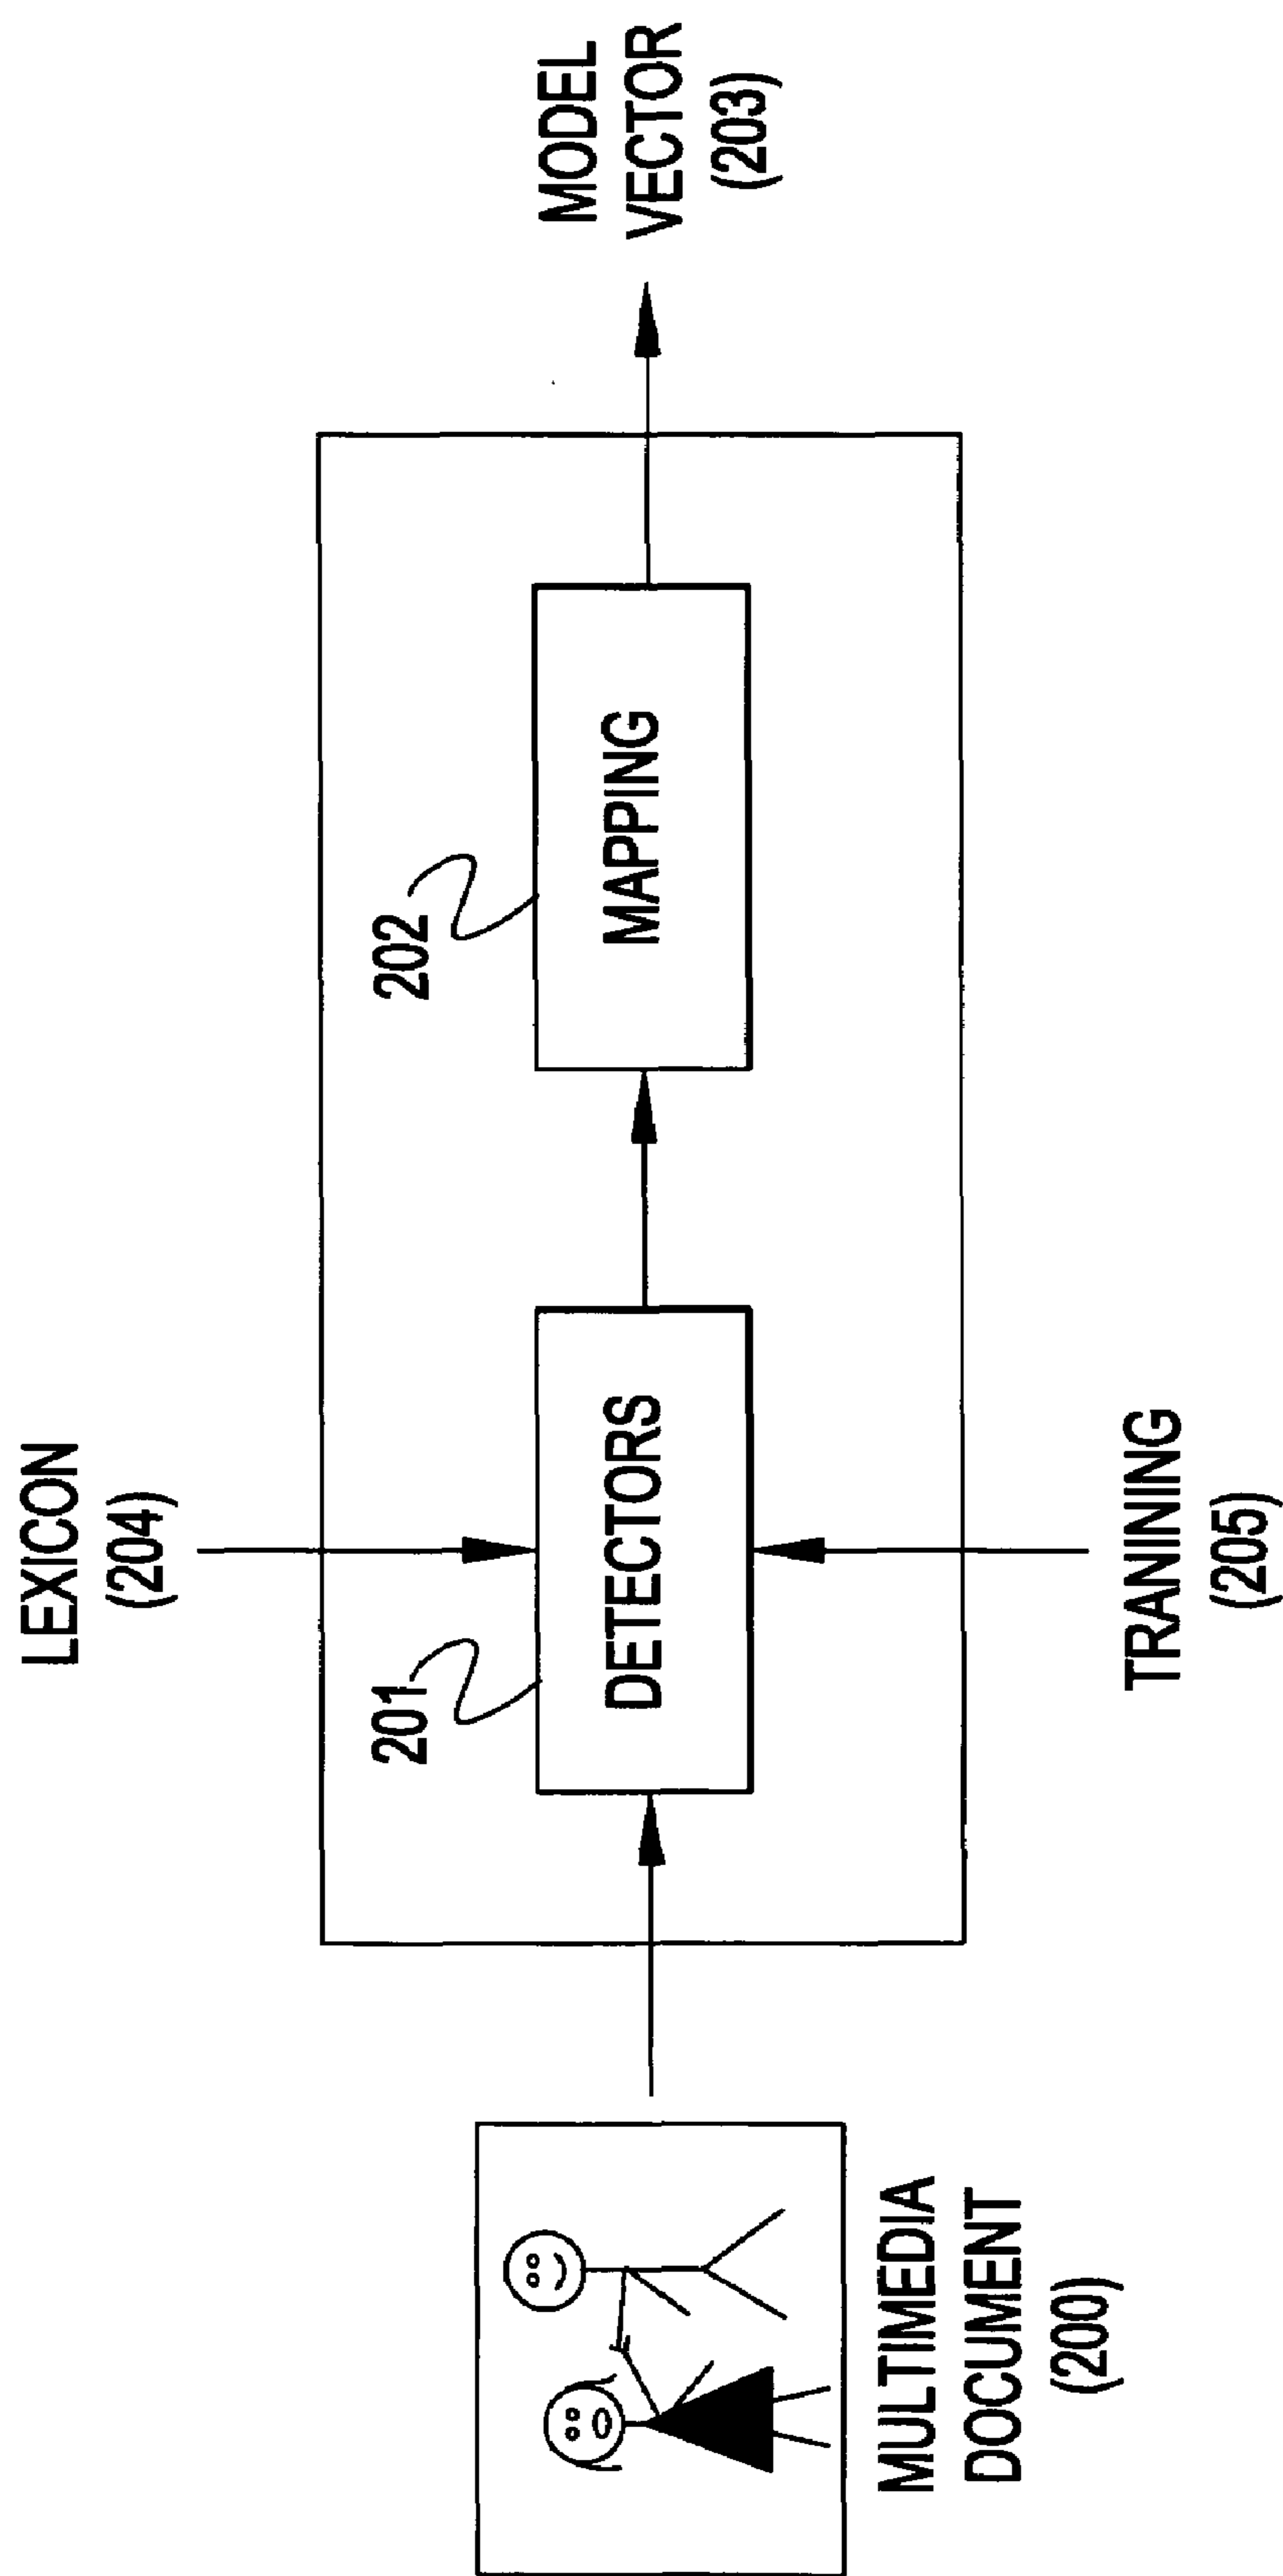 LEXICON
(204)
201
202
DETECTORS
MAPPING
MODEL
VECTOR
(203)
MULTIMEDIA
DOCUMENT
(200)
TRANINING
(205)